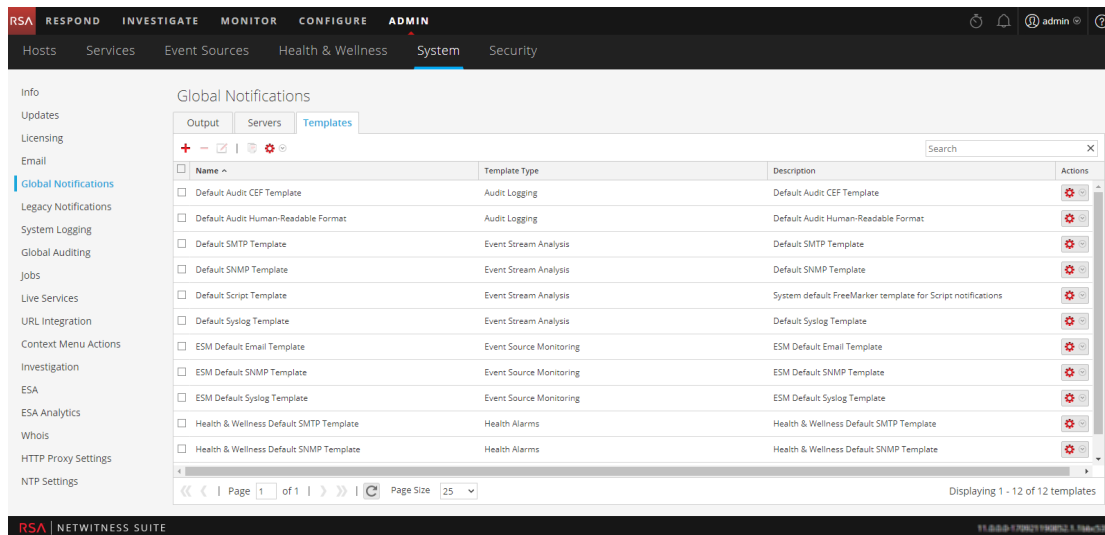 RSA RESPOND INVESTIGATE MONITOR CONFIGURE ADMIN admin
Hosts Services Event Sources Health & Wellness System Security
Info
Updates
Licensing
Email
Global Notifications
Legacy Notifications
System Logging
Global Auditing
Jobs
Live Services
URL Integration
Context Menu Actions
Investigation
ESA
ESA Analytics
Whois
HTTP Proxy Settings
NTP Settings
Global Notifications
Output Servers Templates
Search
Name Template Type Description Actions
Default Audit CEF Template Audit Logging Default Audit CEF Template
Default Audit Human-Readable Format Audit Logging Default Audit Human-Readable Format
Default SMTP Template Event Stream Analysis Default SMTP Template
Default SNMP Template Event Stream Analysis Default SNMP Template
Default Script Template Event Stream Analysis System default FreeMarker template for Script notifications
Default Syslog Template Event Stream Analysis Default Syslog Template
ESM Default Email Template Event Source Monitoring ESM Default Email Template
ESM Default SNMP Template Event Source Monitoring ESM Default SNMP Template
ESM Default Syslog Template Event Source Monitoring ESM Default Syslog Template
Health & Wellness Default SMTP Template Health Alarms Health & Wellness Default SMTP Template
Health & Wellness Default SNMP Template Health Alarms Health & Wellness Default SNMP Template
Page 1 of 1 Page Size 25 Displaying 1 - 12 of 12 templates
RSA NETWITNESS SUITE